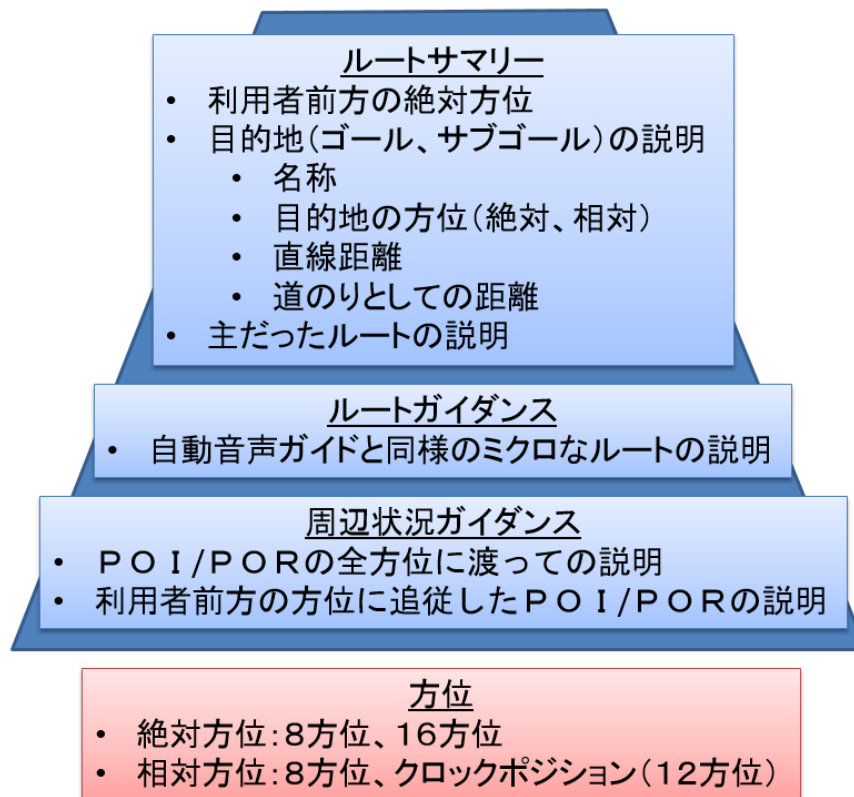 ルートサマリー
• 利用者前方の絶対方位
• 目的地(ゴール、サブゴール)の説明
• 名称
• 目的地の方位(絶対、相対)
• 直線距離
• 道のりとしての距離
• 主だったルートの説明
ルートガイダンス
• 自動音声ガイドと同様のミクロなルートの説明
周辺状況ガイダンス
• POI/PORの全方位に渡っての説明
• 利用者前方の方位に追従したPOI/PORの説明
方位
• 絶対方位:8方位、16方位
• 相対方位:8方位、クロックポジション(12方位)